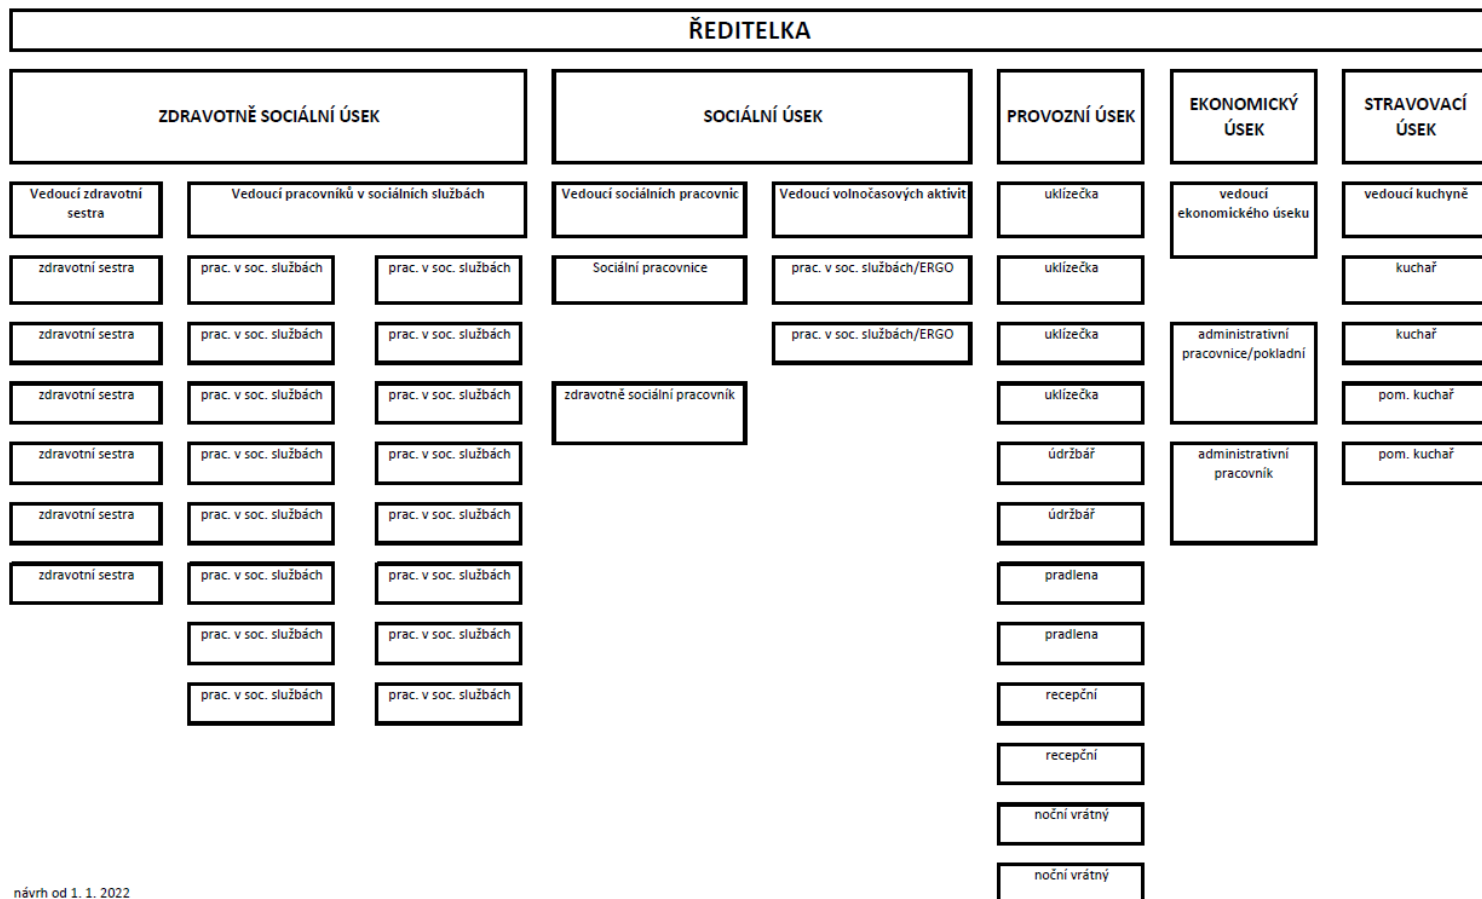 ŘEDITELKA
ZDRAVOTNĚ SOCIÁLNÍ ÚSEK
SOCIÁLNÍ ÚSEK
PROVOZNÍ ÚSEK
EKONOMICKÝ
ÚSEK
STRAVOVACÍ
ÚSEK
Vedoucí zdravotní
sestra
Vedoucí pracovníků v sociálních službách
Vedoucí sociálních pracovnic
Vedoucí volnočasových aktivit
uklízečka
vedoucí
ekonomického úseku
vedoucí kuchyně
zdravotní sestra
prac. v soc. službách
prac. v soc. službách
Sociální pracovnice
prac. v soc. službách/ERGO
uklízečka
kuchař
zdravotní sestra
prac. v soc. službách
prac. v soc. službách
prac. v soc. službách/ERGO
uklízečka
administrativní
pracovnice/pokladní
kuchař
zdravotní sestra
prac. v soc. službách
prac. v soc. službách
zdravotně sociální pracovník
uklízečka
pom. kuchař
zdravotní sestra
prac. v soc. službách
prac. v soc. službách
údržbář
administrativní
pracovník
pom. kuchař
zdravotní sestra
prac. v soc. službách
prac. v soc. službách
údržbář
zdravotní sestra
prac. v soc. službách
prac. v soc. službách
pradlena
prac. v soc. službách
prac. v soc. službách
pradlena
prac. v soc. službách
prac. v soc. službách
recepční
recepční
noční vrátný
noční vrátný
návrh od 1. 1. 2022